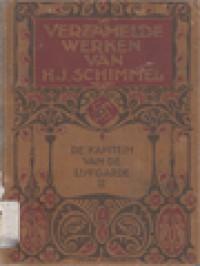 VERZAMELDE
WERKEN
VAN
H.J. SCHIMMEL
DE KAPITEIN
VAN DE
LIJFGARDE
II